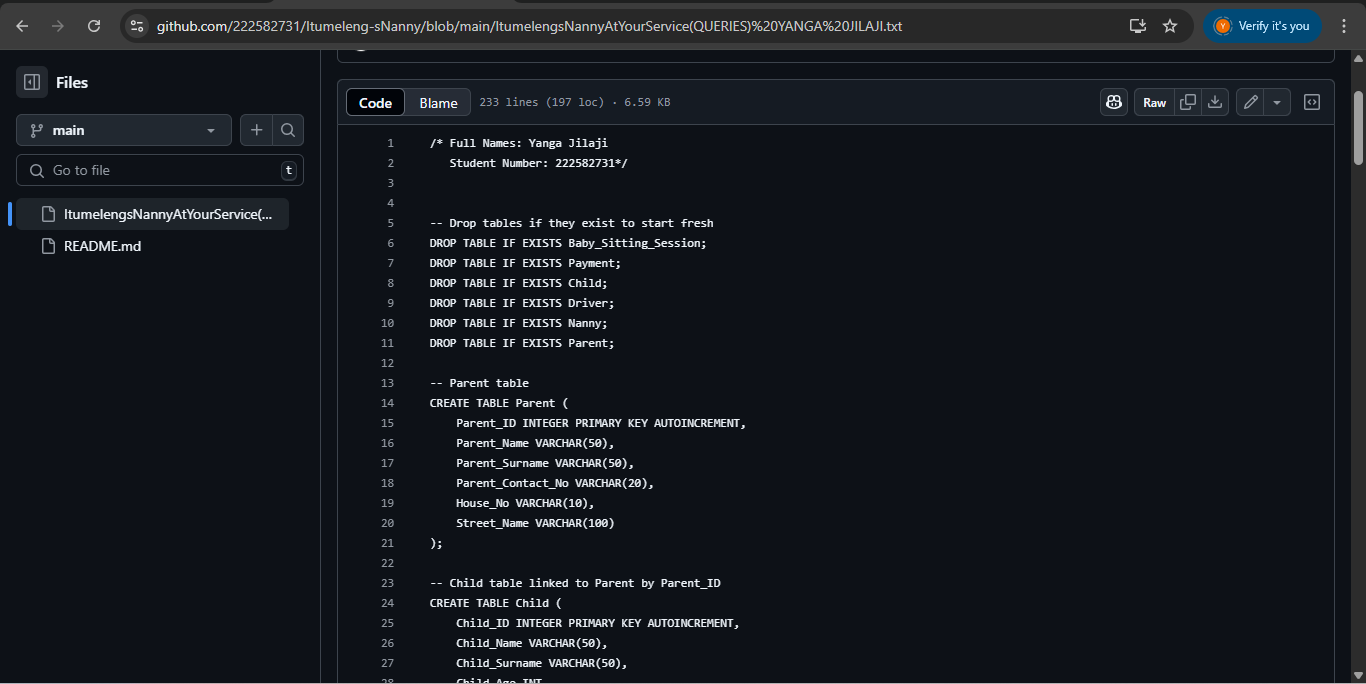 github.com/222582731/Itumeleng-sNanny/blob/main/ItumelengsNannyAtYourService(QUERIES)%20YANGA%20JILAJI.txt
Y
Verify it's you
Files
main
Go to file
t
ItumelengsNannyAtYourService(...
README.md
Code
Blame
233 lines (197 loc) · 6.59 KB
Raw
1 /* Full Names: Yanga Jilaji
2    Student Number: 222582731*/
3
4
5 -- Drop tables if they exist to start fresh
6 DROP TABLE IF EXISTS Baby_Sitting_Session;
7 DROP TABLE IF EXISTS Payment;
8 DROP TABLE IF EXISTS Child;
9 DROP TABLE IF EXISTS Driver;
10 DROP TABLE IF EXISTS Nanny;
11 DROP TABLE IF EXISTS Parent;
12
13 -- Parent table
14 CREATE TABLE Parent (
15     Parent_ID INTEGER PRIMARY KEY AUTOINCREMENT,
16     Parent_Name VARCHAR(50),
17     Parent_Surname VARCHAR(50),
18     Parent_Contact_No VARCHAR(20),
19     House_No VARCHAR(10),
20     Street_Name VARCHAR(100)
21 );
22
23 -- Child table linked to Parent by Parent_ID
24 CREATE TABLE Child (
25     Child_ID INTEGER PRIMARY KEY AUTOINCREMENT,
26     Child_Name VARCHAR(50),
27     Child_Surname VARCHAR(50),
28     Child_Age INT